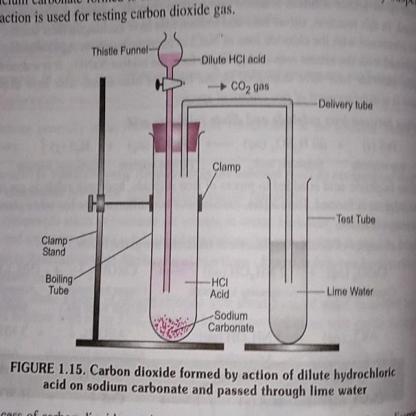 action is used for testing carbon dioxide gas.
Thistle Funnel
Dilute HCl acid
CO₂ gas
Delivery tube
Clamp
Test Tube
Clamp
Stand
Boiling
Tube
HCl
Acid
Lime Water
Sodium
Carbonate
FIGURE 1.15. Carbon dioxide formed by action of dilute hydrochloric
acid on sodium carbonate and passed through lime water